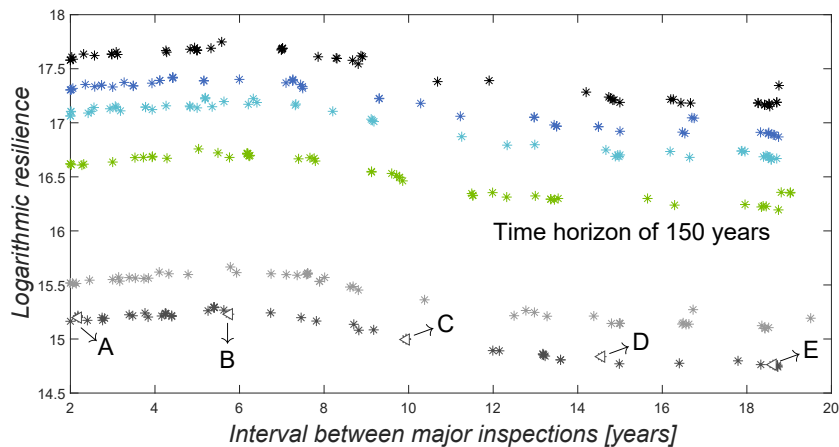 18
17.5
17
16.5
16
15.5
15
14.5
Logarithmic resilience
Time horizon of 150 years
A
B
C
D
E
2 4 6 8 10 12 14 16 18 20
Interval between major inspections [years]